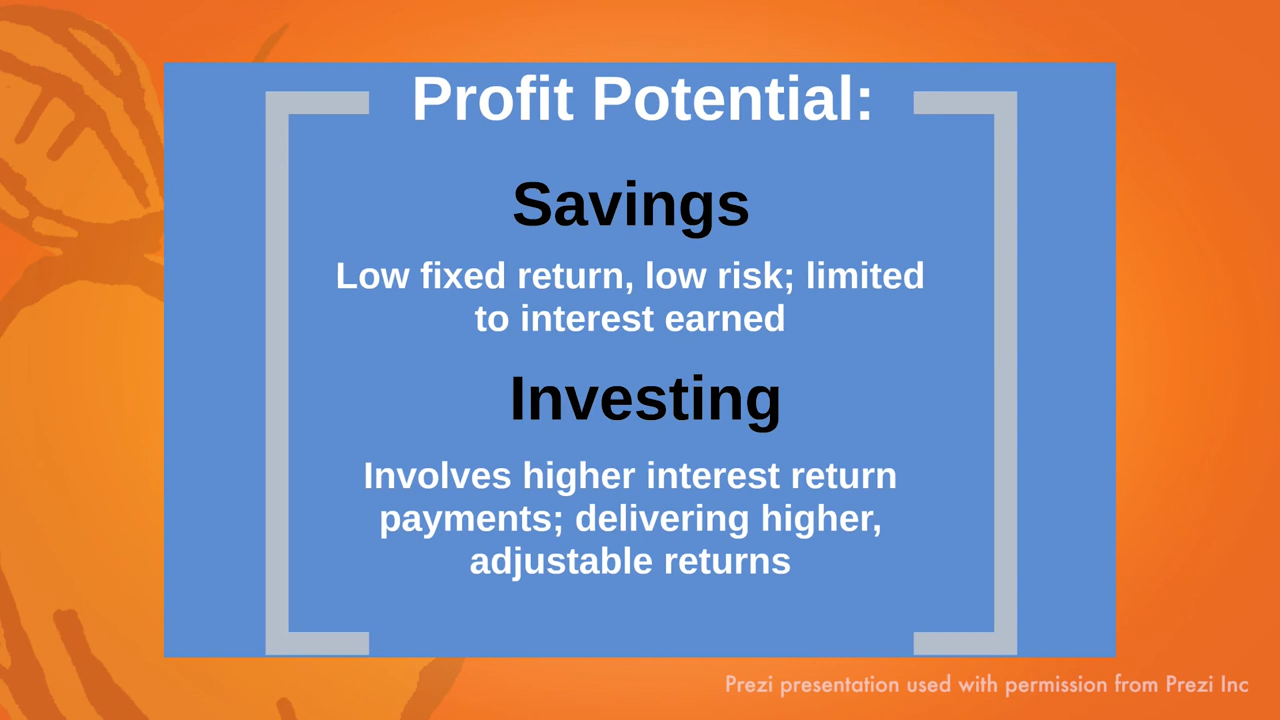 Profit Potential:
Savings
Low fixed return, low risk; limited
to interest earned
Investing
Involves higher interest return
payments; delivering higher,
adjustable returns
Prezi presentation used with permission from Prezi Inc